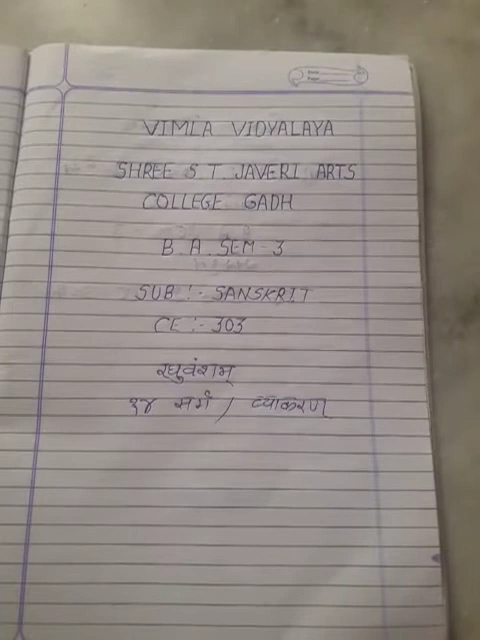 VIMLA VIDYALAYA
SHREE S T JAVERI ARTS
COLLEGE GADH
B. A. SEM - 3
SUB :- SANSKRIT
CE :- 303
रघुवंशम्
१४ सर्ग / व्याकरण